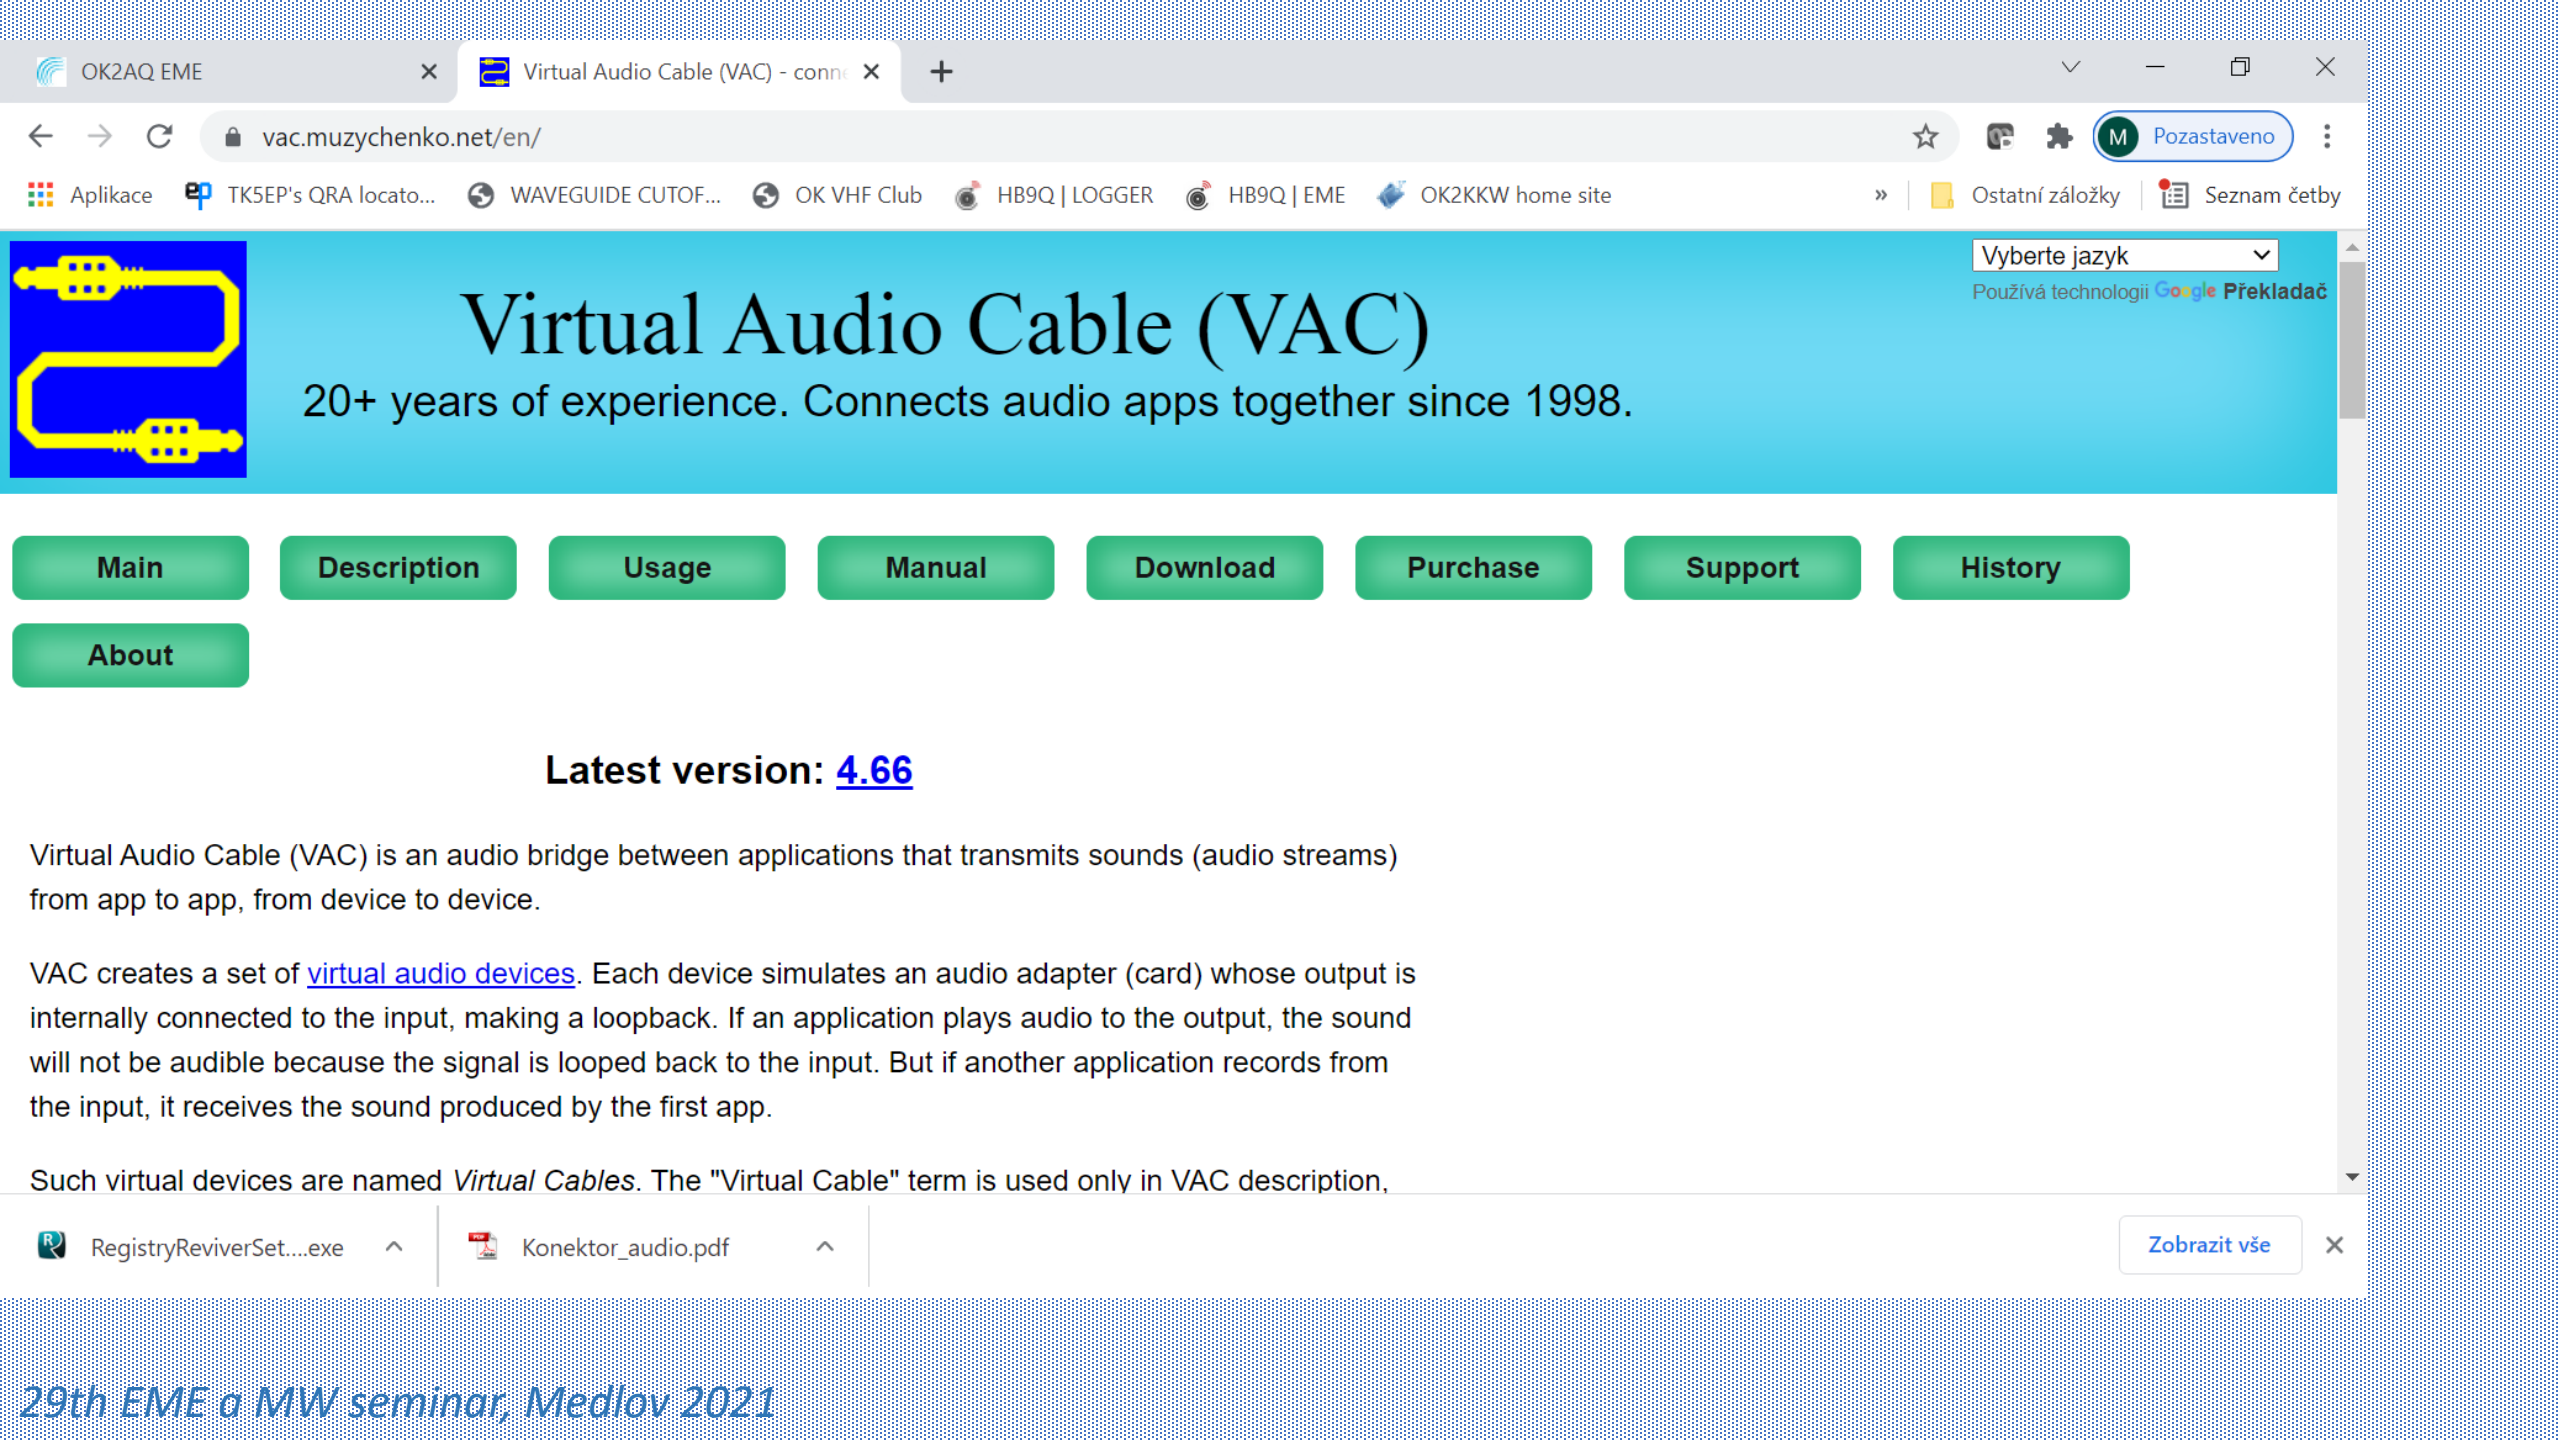 OK2AQ EME
Virtual Audio Cable (VAC) - conn
vac.muzychenko.net/en/
M Pozastaveno
Aplikace TK5EP's QRA locato... WAVEGUIDE CUTOF... OK VHF Club HB9Q | LOGGER HB9Q | EME OK2KKW home site » Ostatní záložky Seznam četby
Vyberte jazyk
Používá technologii Google Překladač
Virtual Audio Cable (VAC)
20+ years of experience. Connects audio apps together since 1998.
Main Description Usage Manual Download Purchase Support History
About
Latest version: 4.66
Virtual Audio Cable (VAC) is an audio bridge between applications that transmits sounds (audio streams)
from app to app, from device to device.
VAC creates a set of virtual audio devices. Each device simulates an audio adapter (card) whose output is
internally connected to the input, making a loopback. If an application plays audio to the output, the sound
will not be audible because the signal is looped back to the input. But if another application records from
the input, it receives the sound produced by the first app.
Such virtual devices are named Virtual Cables. The "Virtual Cable" term is used only in VAC description,
RegistryReviverSet....exe Konektor_audio.pdf Zobrazit vše
29th EME a MW seminar, Medlov 2021